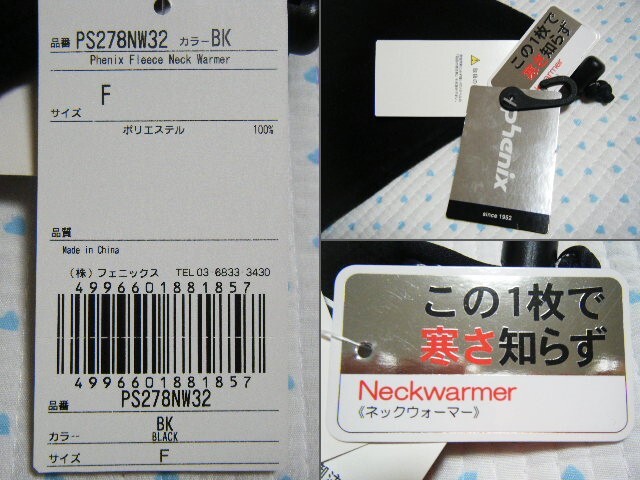 品番 PS278NW32 カラー BK
Phenix Fleece Neck Warmer
F
サイズ
ポリエステル 100%
品質
Made in China
(株)フェニックス TEL 03-6833-3430
4996601881857
4996601881857
品番 PS278NW32
BK
カラー BLACK
サイズ F
この1枚で
寒さ知らず
Phenix
since 1952
この1枚で
寒さ知らず
Neckwarmer
《ネックウォーマー》